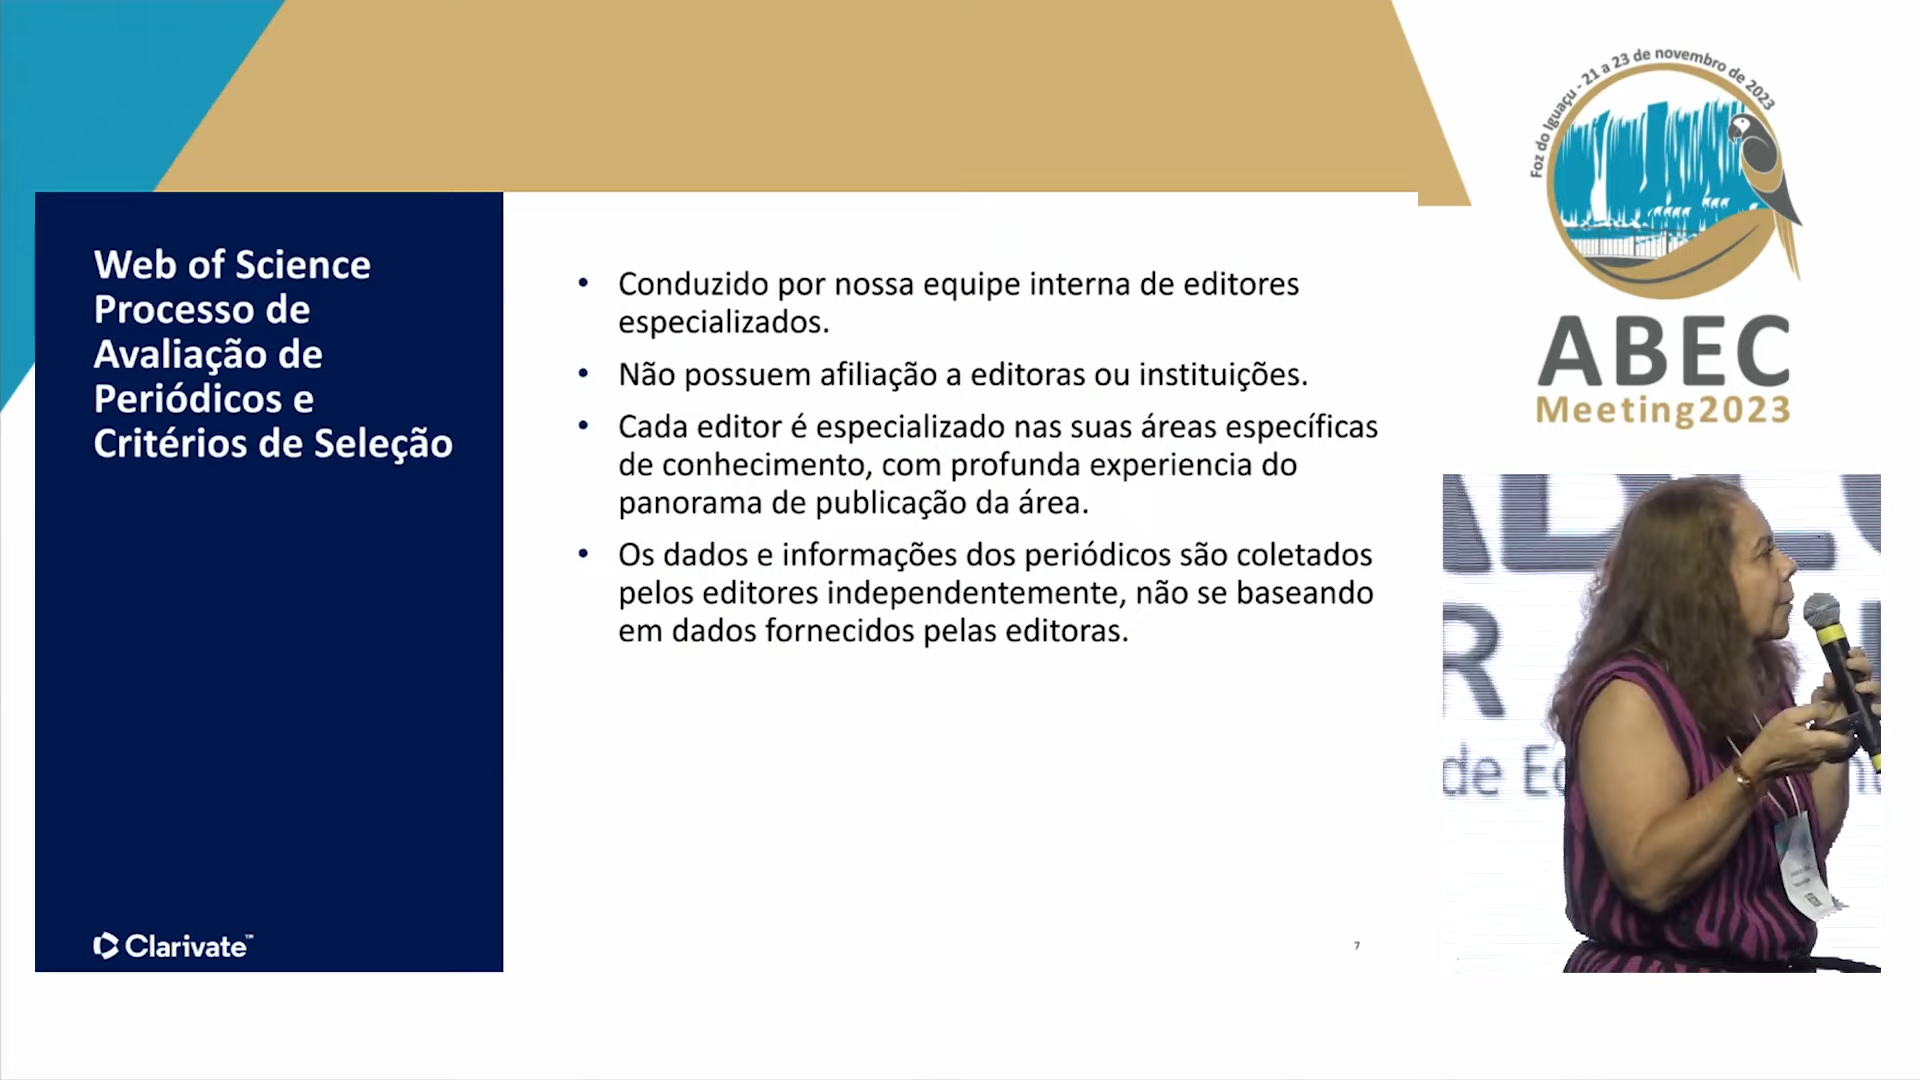 Foz do Iguaçu - 21 a 23 de novembro de 2023
ABEC
Meeting2023
Web of Science
Processo de
Avaliação de
Periódicos e
Critérios de Seleção
• Conduzido por nossa equipe interna de editores
especializados.
• Não possuem afiliação a editoras ou instituições.
• Cada editor é especializado nas suas áreas específicas
de conhecimento, com profunda experiencia do
panorama de publicação da área.
• Os dados e informações dos periódicos são coletados
pelos editores independentemente, não se baseando
em dados fornecidos pelas editoras.
Clarivate™
7
R
de